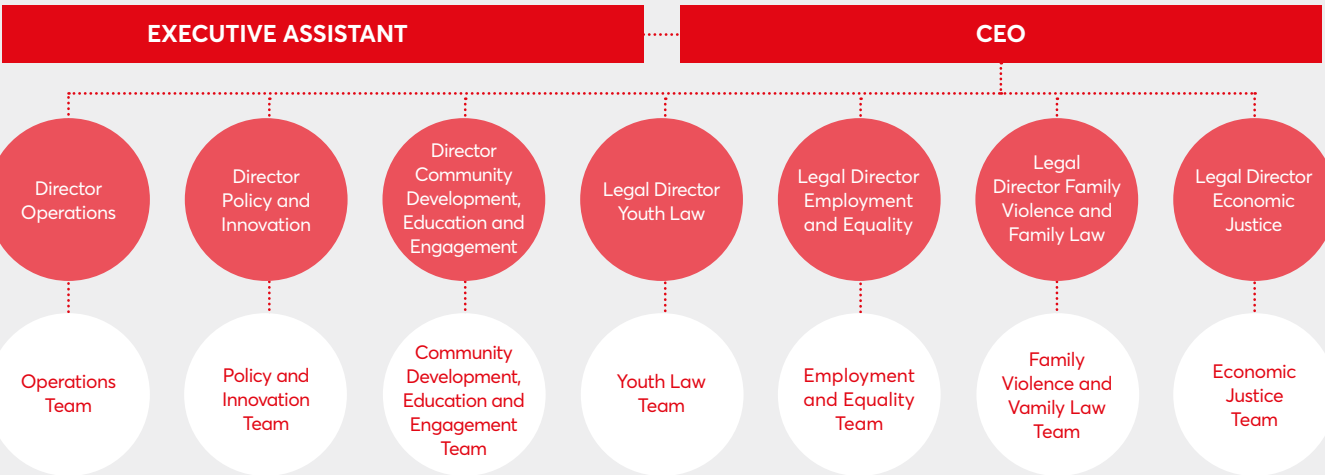 EXECUTIVE ASSISTANT
CEO
Director
Operations
Director
Policy and
Innovation
Director
Community
Development,
Education and
Engagement
Legal Director
Youth Law
Legal Director
Employment
and Equality
Legal
Director Family
Violence and
Family Law
Legal Director
Economic
Justice
Operations
Team
Policy and
Innovation
Team
Community
Development,
Education and
Engagement
Team
Youth Law
Team
Employment
and Equality
Team
Family
Violence and
Vamily Law
Team
Economic
Justice
Team